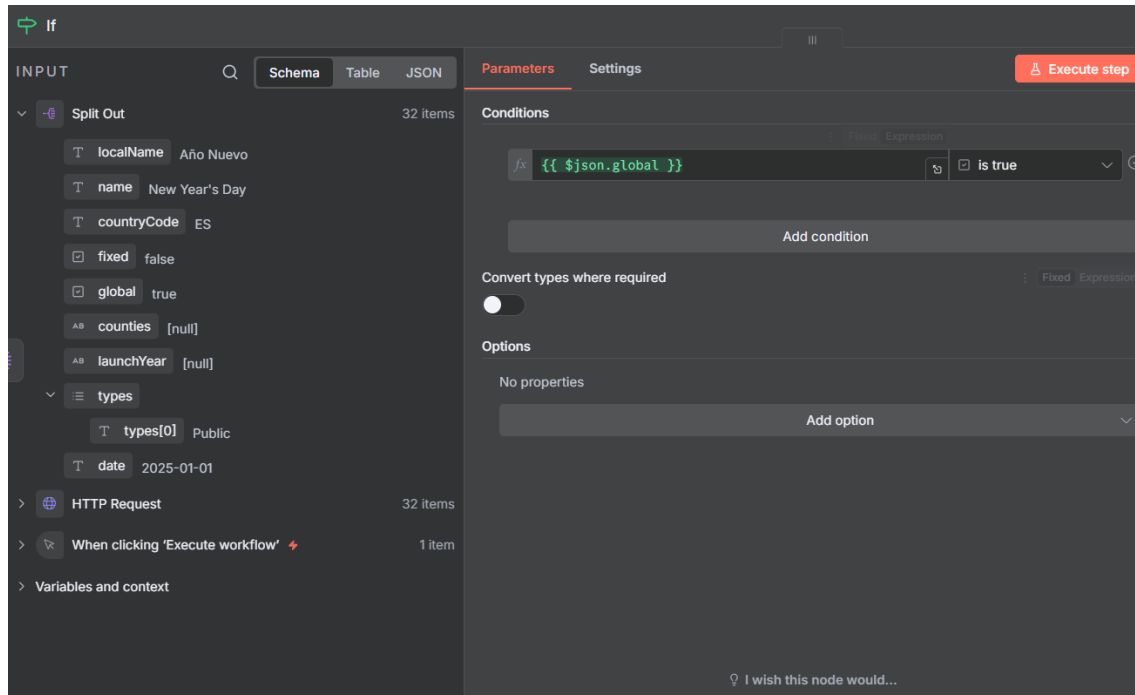 If
INPUT
Schema Table JSON
Split Out 32 items
T localName Año Nuevo
T name New Year's Day
T countryCode ES
fixed false
global true
AB counties [null]
AB launchYear [null]
types
T types[0] Public
T date 2025-01-01
HTTP Request 32 items
When clicking ‘Execute workflow’ 1 item
Variables and context
Parameters Settings Execute step
Conditions
Fixed Expression
fx {{ $json.global }} is true
Add condition
Convert types where required Fixed Expression
Options
No properties
Add option
I wish this node would...